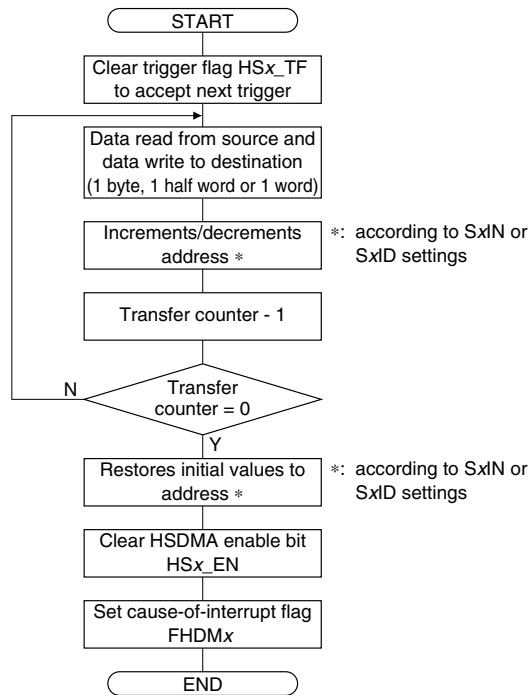 START
Clear trigger flag HSx_TF
to accept next trigger
Data read from source and
data write to destination
(1 byte, 1 half word or 1 word)
Increments/decrements
address *
*: according to SxIN or
SxID settings
Transfer counter - 1
N
Transfer
counter = 0
Y
Restores initial values to
address *
*: according to SxIN or
SxID settings
Clear HSDMA enable bit
HSx_EN
Set cause-of-interrupt flag
FHDMx
END